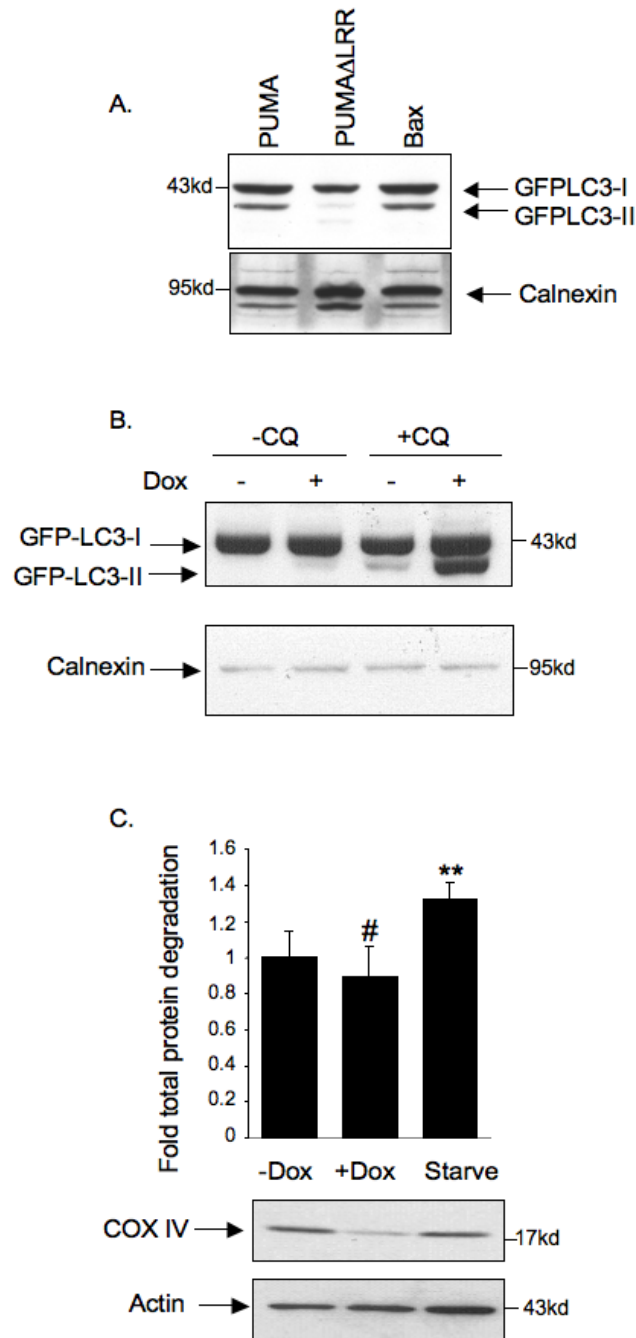 A.
PUMA
PUMAΔLRR
Bax
43kd
GFPLC3-I
GFPLC3-II
95kd
Calnexin
B.
-CQ +CQ
Dox - + - +
GFP-LC3-I
43kd
GFP-LC3-II
Calnexin
95kd
C.
Fold total protein degradation
1.6
1.4
1.2
1
0.8
0.6
0.4
0.2
0
#
**
-Dox +Dox Starve
COX IV
17kd
Actin
43kd